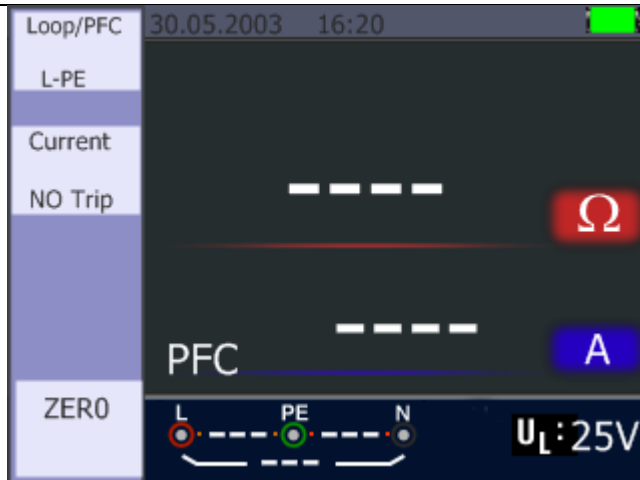 Loop/PFC
L-PE
Current
NO Trip
ZER0
30.05.2003 16:20
---- Ω
PFC ---- A
L PE N
--- ---
---
UL:25V